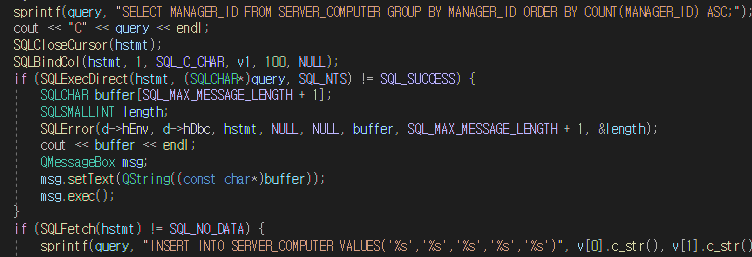 sprintf(query, "SELECT MANAGER_ID FROM SERVER_COMPUTER GROUP BY MANAGER_ID ORDER BY COUNT(MANAGER_ID) ASC;");
cout << "C" << query << endl;
SQLCloseCursor(hstmt);
SQLBindCol(hstmt, 1, SQL_C_CHAR, v1, 100, NULL);
if (SQLExecDirect(hstmt, (SQLCHAR*)query, SQL_NTS) != SQL_SUCCESS) {
SQLCHAR buffer[SQL_MAX_MESSAGE_LENGTH + 1];
SQLSMALLINT length;
SQLError(d->hEnv, d->hDbc, hstmt, NULL, NULL, buffer, SQL_MAX_MESSAGE_LENGTH + 1, &length);
cout << buffer << endl;
QMessageBox msg;
msg.setText(QString((const char*)buffer));
msg.exec();
}
if (SQLFetch(hstmt) != SQL_NO_DATA) {
sprintf(query, "INSERT INTO SERVER_COMPUTER VALUES('%s','%s','%s','%s','%s')", v[0].c_str(), v[1].c_str()